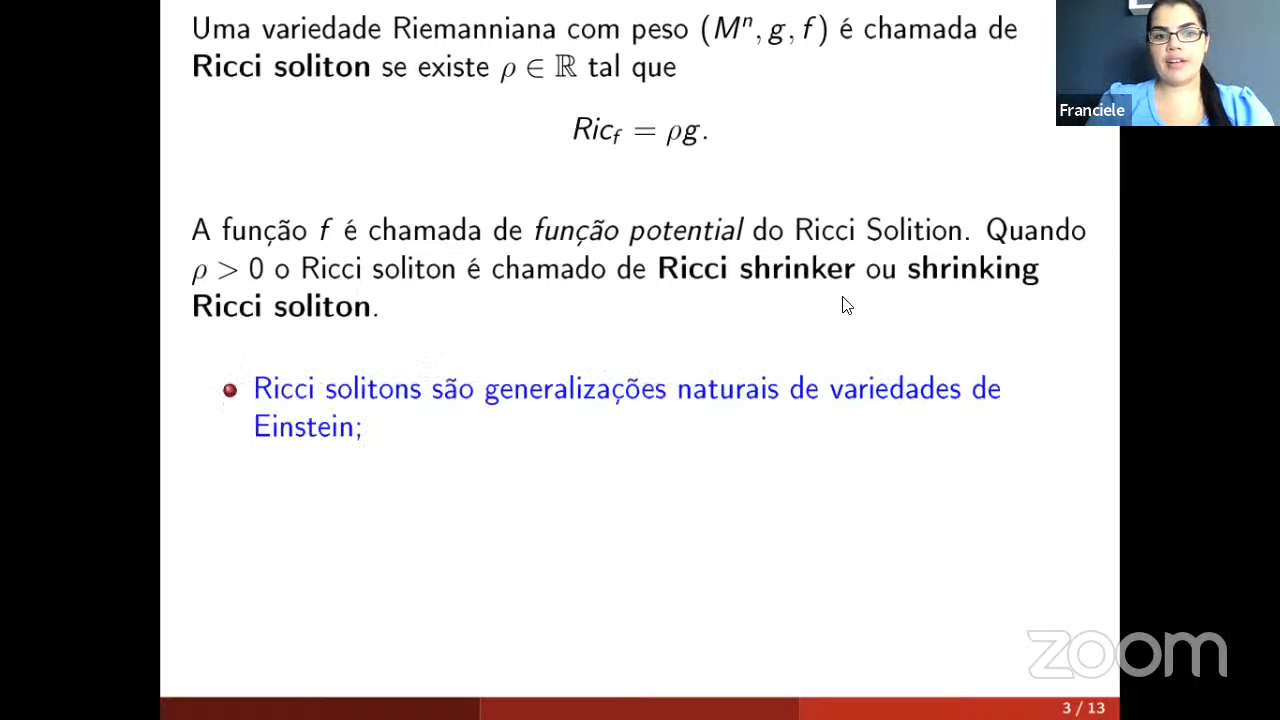 Uma variedade Riemanniana com peso (Mⁿ, g, f) é chamada de
Ricci soliton se existe ρ ∈ ℝ tal que
Ric_f = ρg.
A função f é chamada de função potential do Ricci Solition. Quando
ρ > 0 o Ricci soliton é chamado de Ricci shrinker ou shrinking
Ricci soliton.
Ricci solitons são generalizações naturais de variedades de
Einstein;
Franciele
zoom
3 / 13